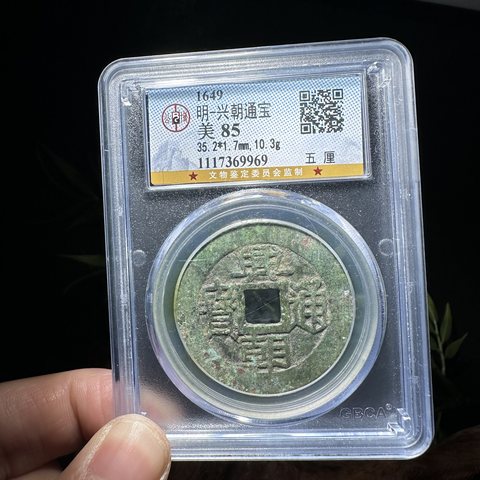 1649
明-兴朝通宝
美 85
35.2*1.7mm,10.3g
1117369969 五厘
★ 文物鉴定委员会监制 ★
興
寳 通
朝
GBCA